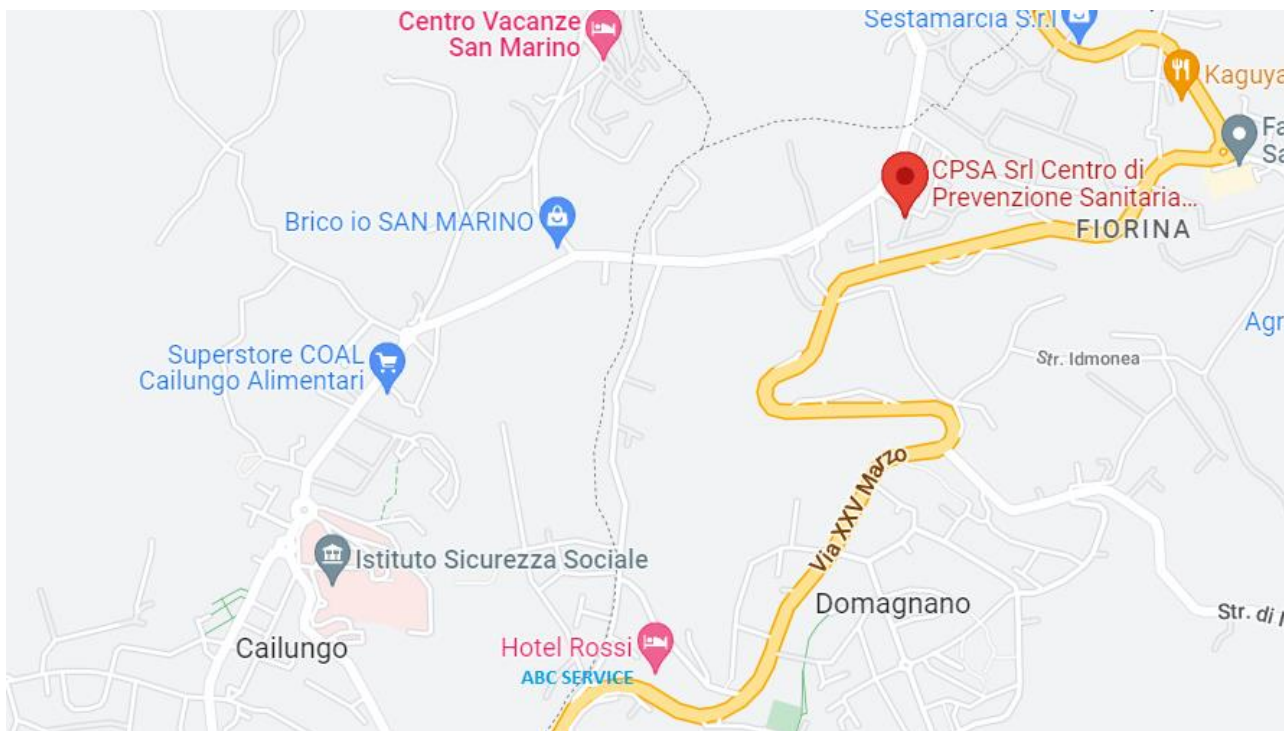 Centro Vacanze
San Marino
Sestamarcia S.r.l
Kaguya
Fa
Sa
CPSA Srl Centro di
Prevenzione Sanitaria...
Brico io SAN MARINO
FIORINA
Agr
Superstore COAL
Cailungo Alimentari
Str. Idmonea
Via XXV Marzo
Istituto Sicurezza Sociale
Domagnano
Str. di
Cailungo
Hotel Rossi
ABC SERVICE